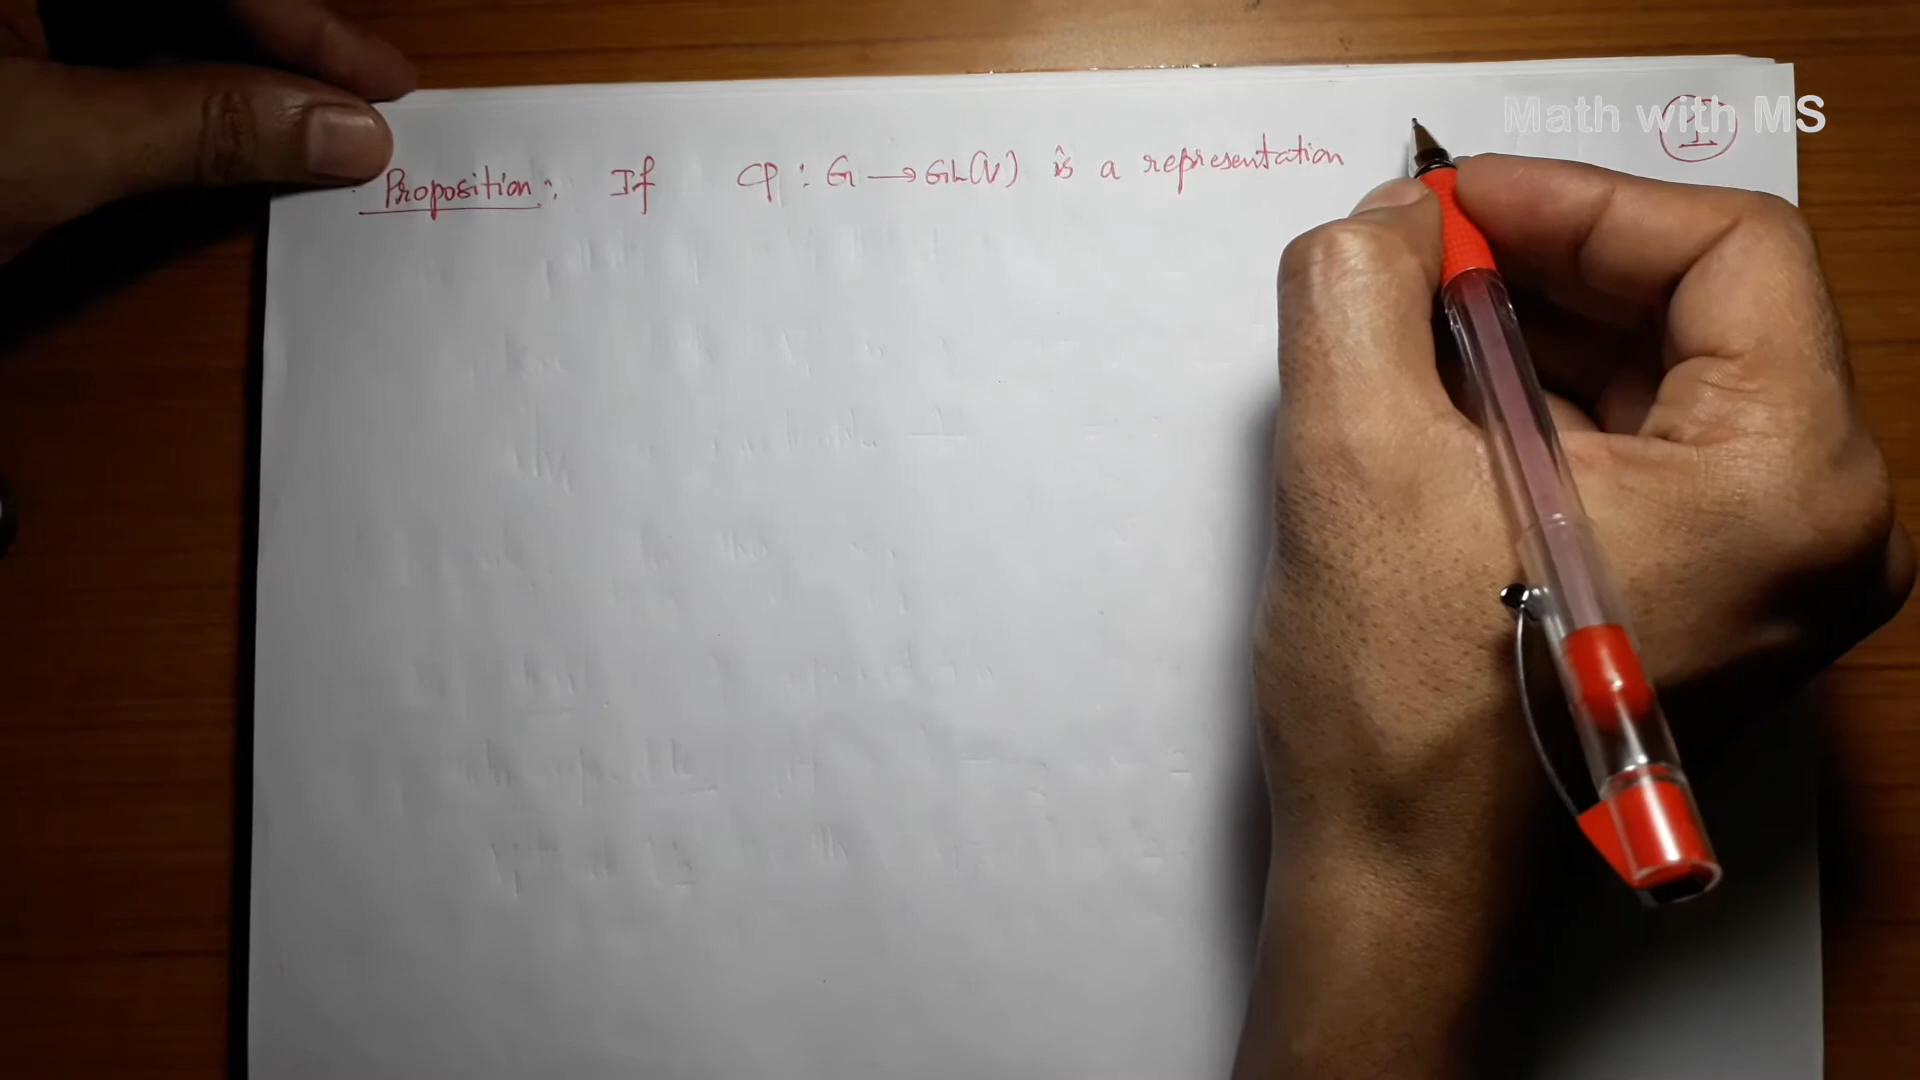 Math with MS
1
Proposition: If φ : G → GL(V) is a representation